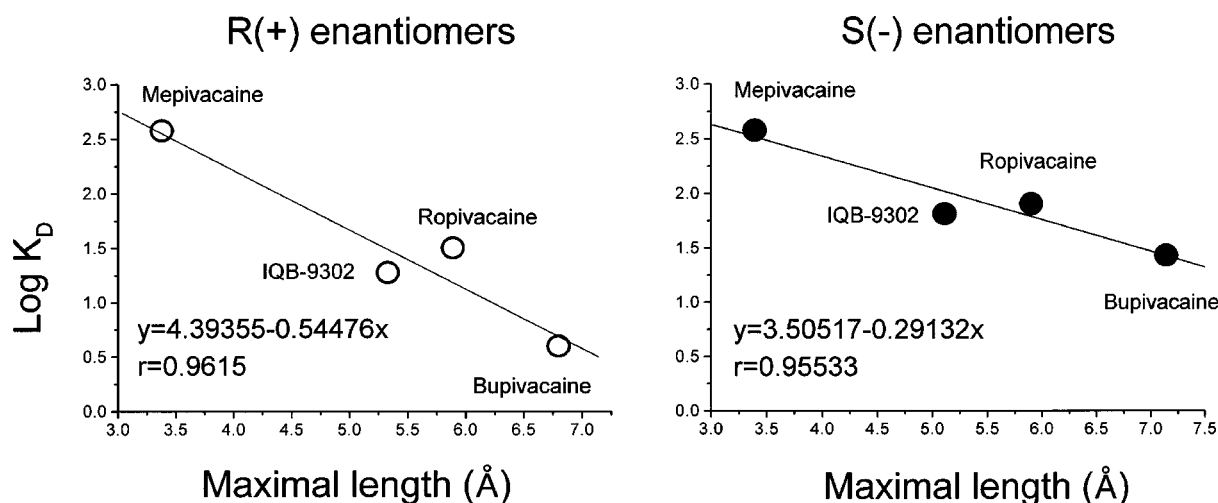 R(+) enantiomers
S(-) enantiomers
Log K_D
3.0
2.5
2.0
1.5
1.0
0.5
0.0
Mepivacaine
Ropivacaine
IQB-9302
y=4.39355-0.54476x
r=0.9615
Bupivacaine
3.0 3.5 4.0 4.5 5.0 5.5 6.0 6.5 7.0
Maximal length (Å)
3.0
2.5
2.0
1.5
1.0
0.5
0.0
Mepivacaine
Ropivacaine
IQB-9302
Bupivacaine
y=3.50517-0.29132x
r=0.95533
3.0 3.5 4.0 4.5 5.0 5.5 6.0 6.5 7.0 7.5
Maximal length (Å)